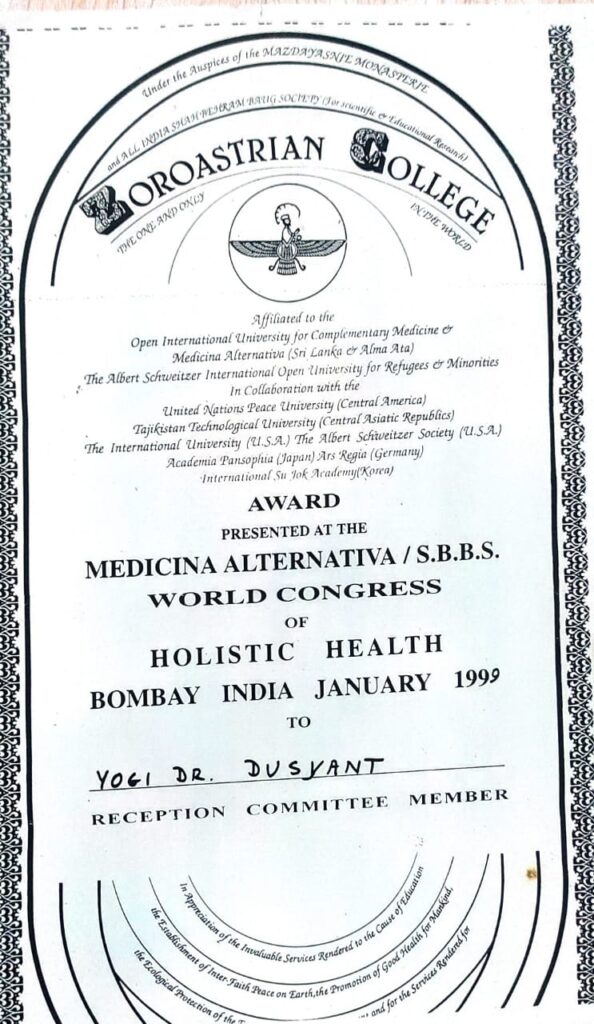 Under the Auspices of the MAZDAYASNIE MONASTERIE
and ALL INDIA SHAH BEHRAM BAUG SOCIETY (For scientific & Educational Research)
ZOROASTRIAN COLLEGE
THE ONE AND ONLY IN THE WORLD
Affiliated to the
Open International University for Complementary Medicine &
Medicina Alternativa (Sri Lanka & Alma Ata)
The Albert Schweitzer International Open University for Refugees & Minorities
In Collaboration with the
United Nations Peace University (Central America)
Tajikistan Technological University (Central Asiatic Republics)
The International University (U.S.A.) The Albert Schweitzer Society (U.S.A.)
Academia Pansophia (Japan) Ars Regia (Germany)
International Su Jok Academy(Korea)
AWARD
PRESENTED AT THE
MEDICINA ALTERNATIVA / S.B.B.S.
WORLD CONGRESS
OF
HOLISTIC HEALTH
BOMBAY INDIA JANUARY 1999
TO
YOGI DR. DUSYANT
RECEPTION COMMITTEE MEMBER
In Appreciation of the Invaluable Services Rendered to the Cause of Education
the Establishment of Inter-Faith Peace on Earth,the Promotion of Good Health for Mankind,
the Ecological Protection of the and for the Services Rendered for